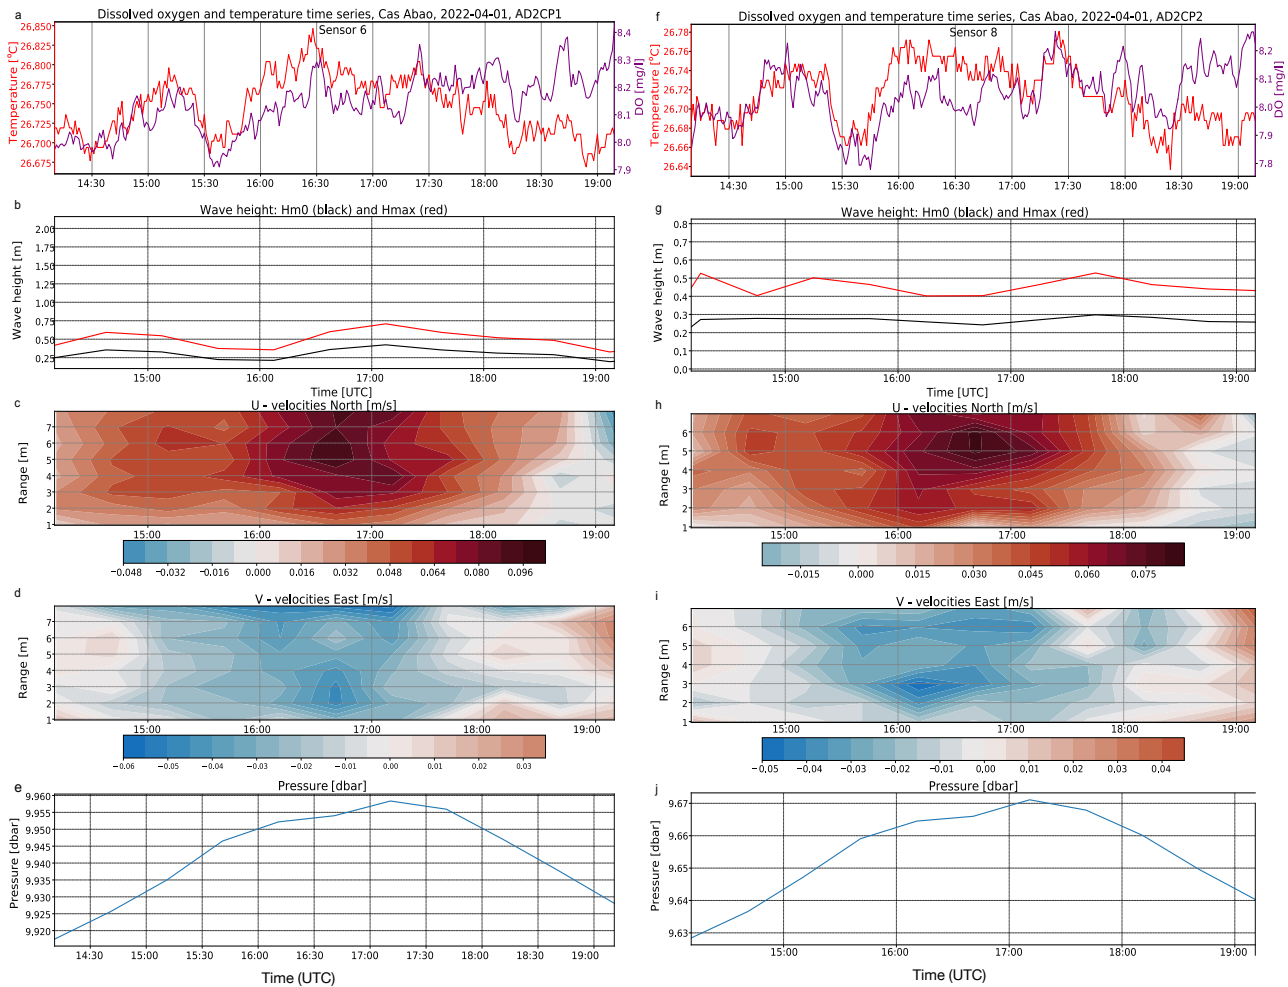 a
Dissolved oxygen and temperature time series, Cas Abao, 2022-04-01, AD2CP1
Sensor 6
Temperature [°C]
26.850
26.825
26.800
26.775
26.750
26.725
26.700
26.675
DO [mg/l]
8.4
8.3
8.2
8.1
8.0
7.9
14:30 15:00 15:30 16:00 16:30 17:00 17:30 18:00 18:30 19:00
b
Wave height: Hm0 (black) and Hmax (red)
Wave height [m]
2.00
1.75
1.50
1.25
1.00
0.75
0.50
0.25
15:00 16:00 17:00 18:00 19:00
Time [UTC]
c
U - velocities North [m/s]
Range [m]
7
6
5
4
3
2
1
15:00 16:00 17:00 18:00 19:00
−0.048 −0.032 −0.016 0.000 0.016 0.032 0.048 0.064 0.080 0.096
d
V - velocities East [m/s]
Range [m]
7
6
5
4
3
2
1
15:00 16:00 17:00 18:00 19:00
−0.06 −0.05 −0.04 −0.03 −0.02 −0.01 0.00 0.01 0.02 0.03
e
Pressure [dbar]
Pressure [dbar]
9.960
9.955
9.950
9.945
9.940
9.935
9.930
9.925
9.920
14:30 15:00 15:30 16:00 16:30 17:00 17:30 18:00 18:30 19:00
Time (UTC)
f
Dissolved oxygen and temperature time series, Cas Abao, 2022-04-01, AD2CP2
Sensor 8
Temperature [°C]
26.78
26.76
26.74
26.72
26.70
26.68
26.66
26.64
DO [mg/l]
8.2
8.1
8.0
7.9
7.8
14:30 15:00 15:30 16:00 16:30 17:00 17:30 18:00 18:30 19:00
g
Wave height: Hm0 (black) and Hmax (red)
Wave height [m]
0.8
0.7
0.6
0.5
0.4
0.3
0.2
0.1
0.0
15:00 16:00 17:00 18:00 19:00
Time [UTC]
h
U - velocities North [m/s]
Range [m]
6
5
4
3
2
1
15:00 16:00 17:00 18:00 19:00
−0.015 0.000 0.015 0.030 0.045 0.060 0.075
i
V - velocities East [m/s]
Range [m]
6
5
4
3
2
1
15:00 16:00 17:00 18:00 19:00
−0.05 −0.04 −0.03 −0.02 −0.01 0.00 0.01 0.02 0.03 0.04
j
Pressure [dbar]
Pressure [dbar]
9.67
9.66
9.65
9.64
9.63
15:00 16:00 17:00 18:00 19:00
Time (UTC)